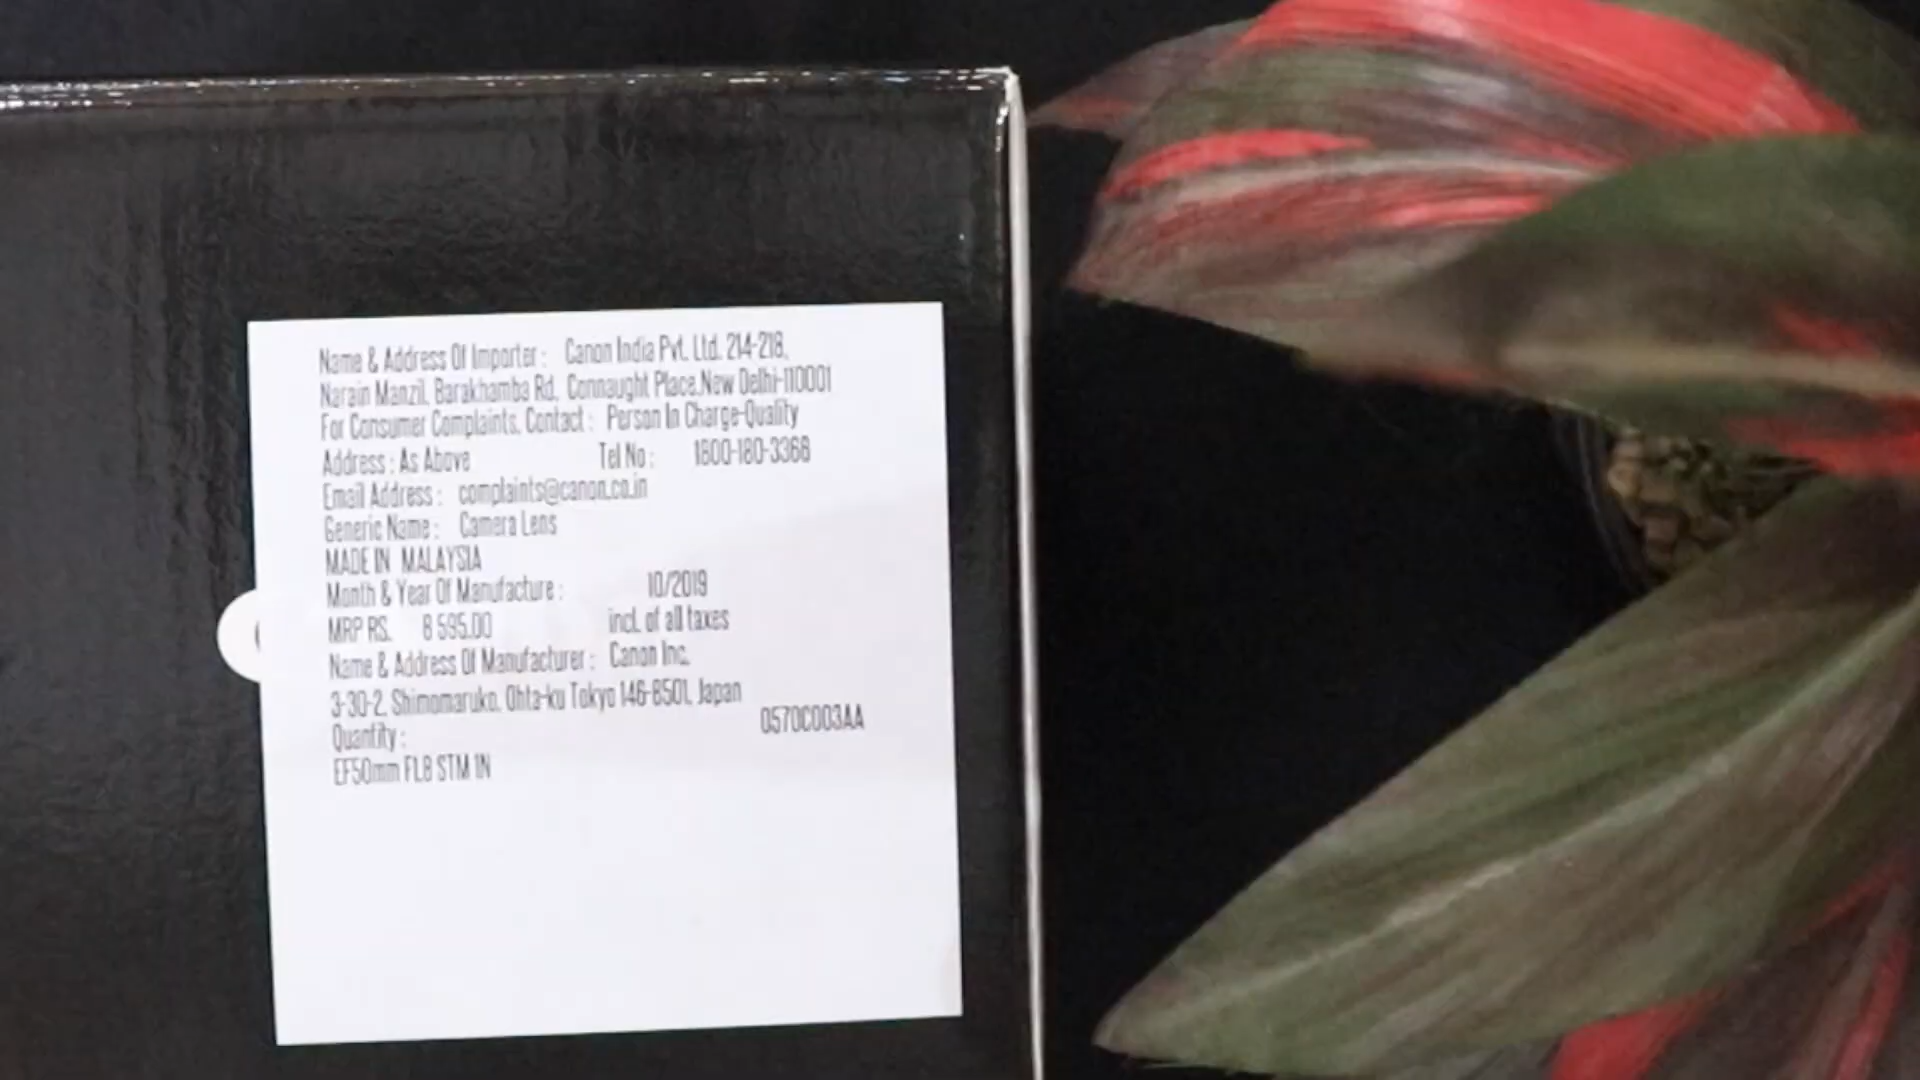 Name & Address Of Importer : Canon India Pvt. Ltd. 214-218,
Narain Manzil, Barakhamba Rd, Connaught Place,New Delhi-110001
For Consumer Complaints, Contact : Person In Charge-Quality
Address : As Above Tel No : 1800-180-3366
Email Address : complaints@canon.co.in
Generic Name : Camera Lens
MADE IN MALAYSIA
Month & Year Of Manufacture : 10/2019
MRP RS. 8 595.00 incl. of all taxes
Name & Address Of Manufacturer : Canon Inc.
3-30-2, Shimomaruko, Ohta-ku Tokyo 146-8501, Japan
Quantity : 0570C003AA
EF50mm F1.8 STM IN